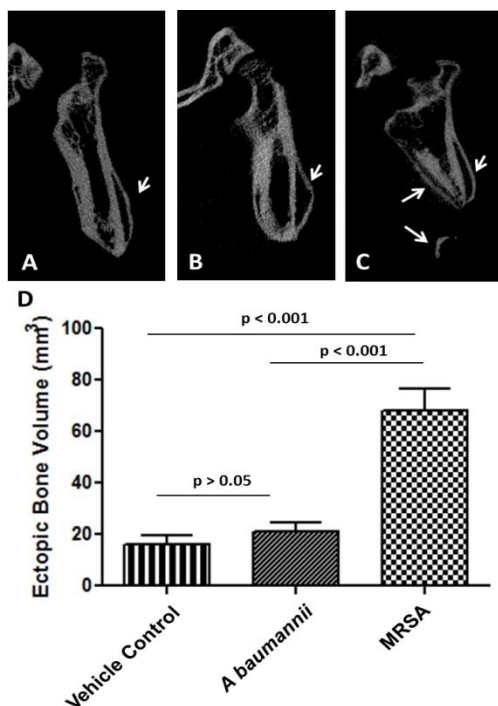 A
B
C
D
p < 0.001
p < 0.001
p > 0.05
Ectopic Bone Volume (mm³)
100
80
60
40
20
0
Vehicle Control
A baumannii
MRSA